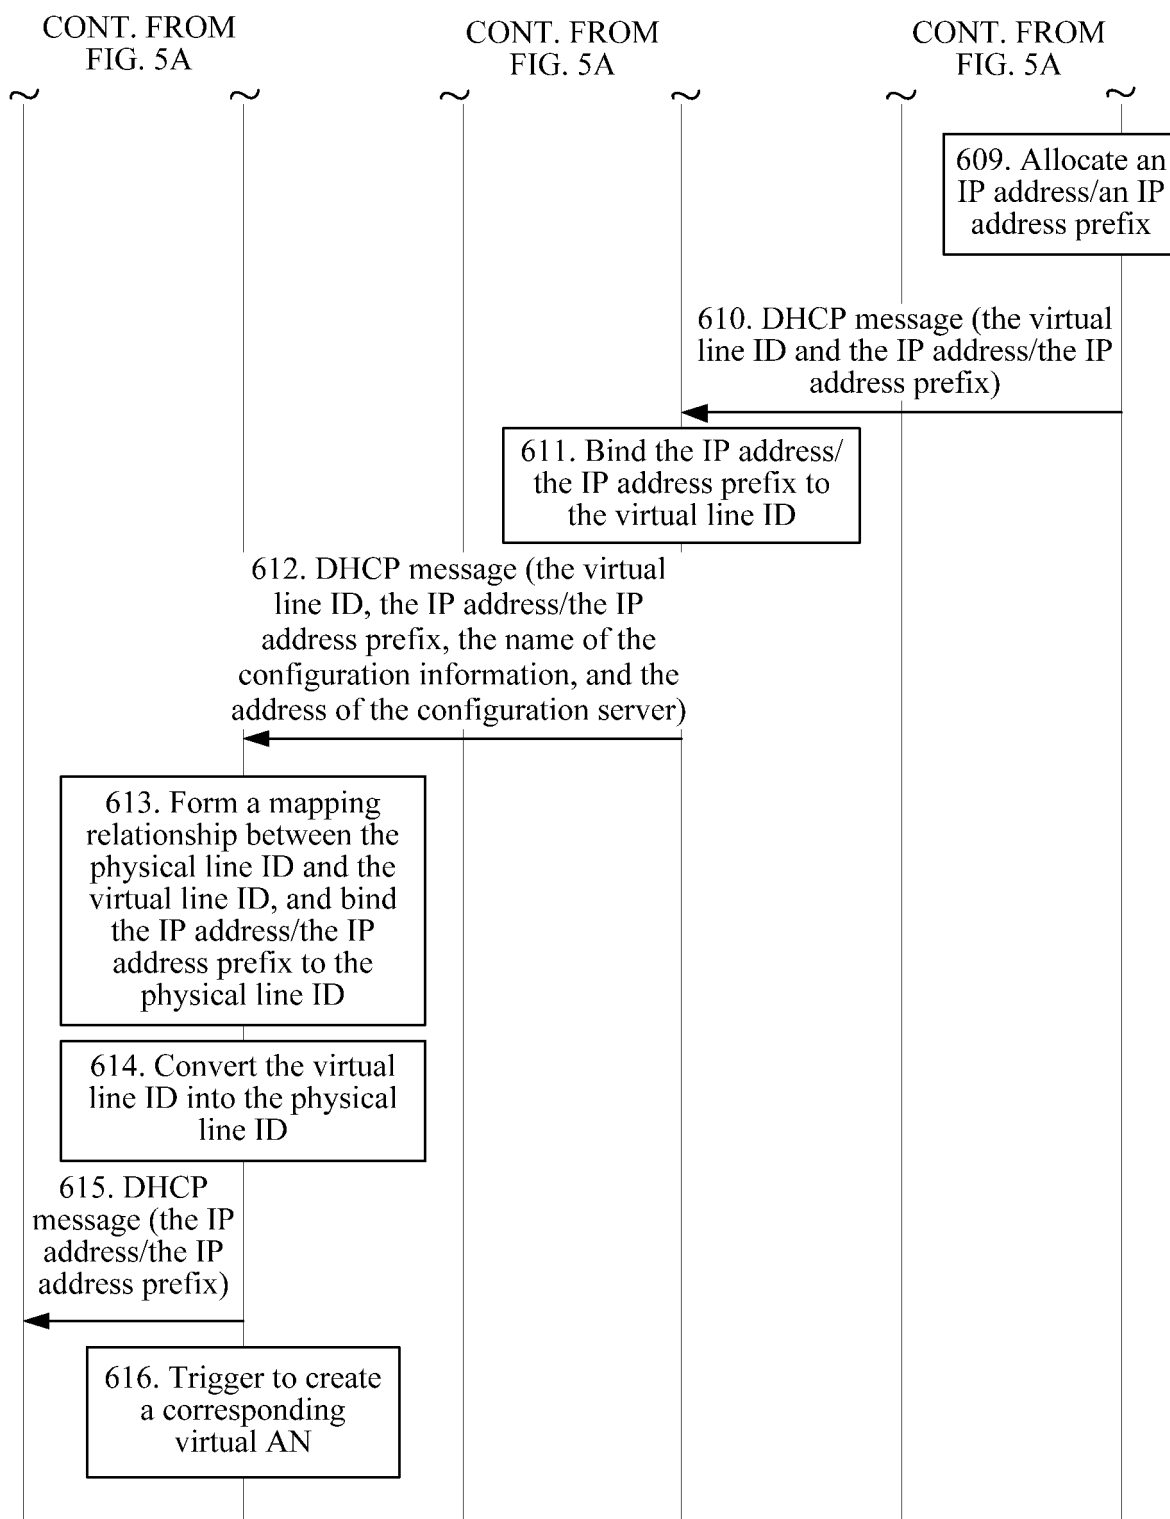 CONT. FROM
FIG. 5A
CONT. FROM
FIG. 5A
CONT. FROM
FIG. 5A
609. Allocate an
IP address/an IP
address prefix
610. DHCP message (the virtual
line ID and the IP address/the IP
address prefix)
611. Bind the IP address/
the IP address prefix to
the virtual line ID
612. DHCP message (the virtual
line ID, the IP address/the IP
address prefix, the name of the
configuration information, and the
address of the configuration server)
613. Form a mapping
relationship between the
physical line ID and the
virtual line ID, and bind
the IP address/the IP
address prefix to the
physical line ID
614. Convert the virtual
line ID into the physical
line ID
615. DHCP
message (the IP
address/the IP
address prefix)
616. Trigger to create
a corresponding
virtual AN